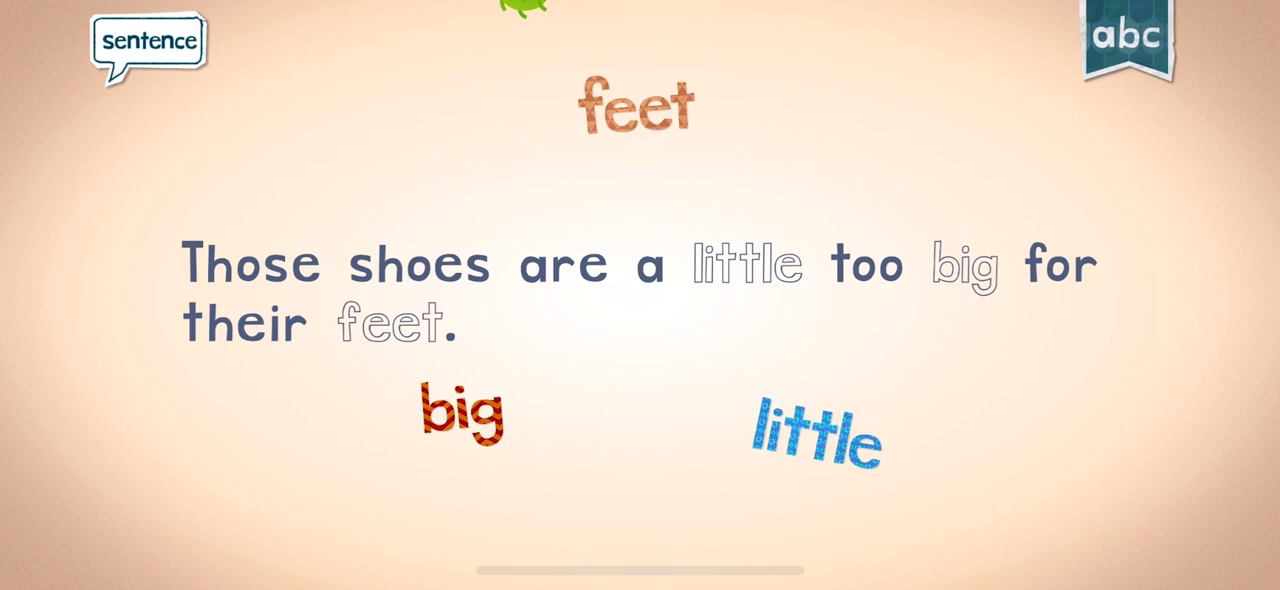 sentence
abc
feet
Those shoes are a little too big for
their feet.
big
little